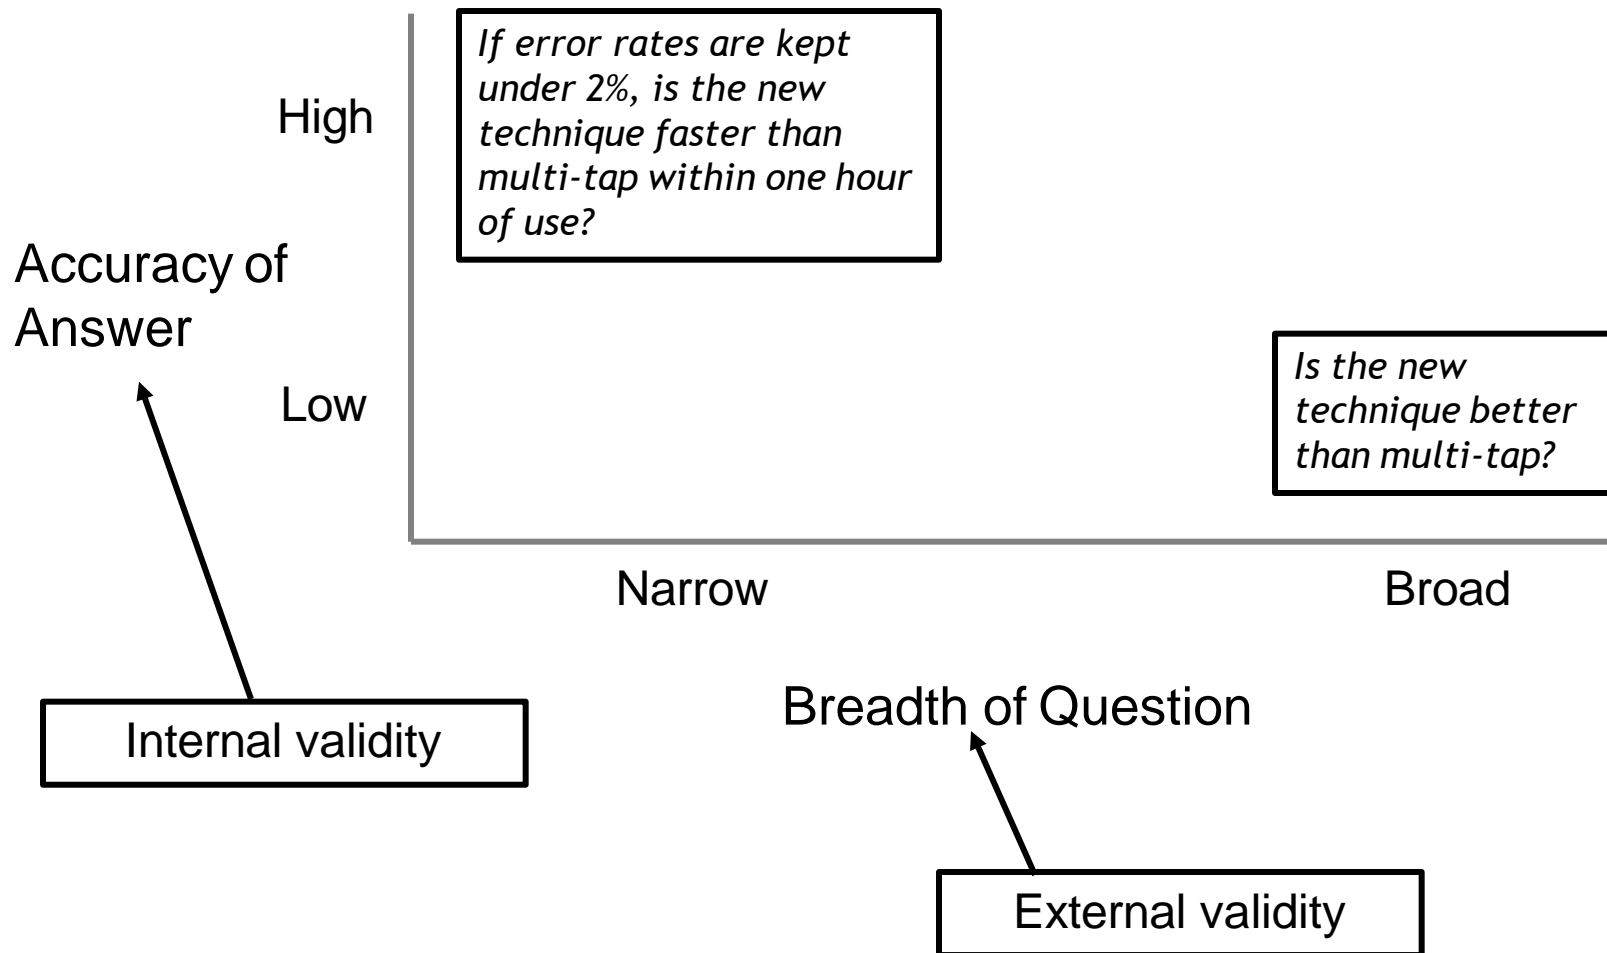 If error rates are kept
under 2%, is the new
technique faster than
multi-tap within one hour
of use?
High
Accuracy of
Answer
Low
Is the new
technique better
than multi-tap?
Narrow
Broad
Breadth of Question
Internal validity
External validity